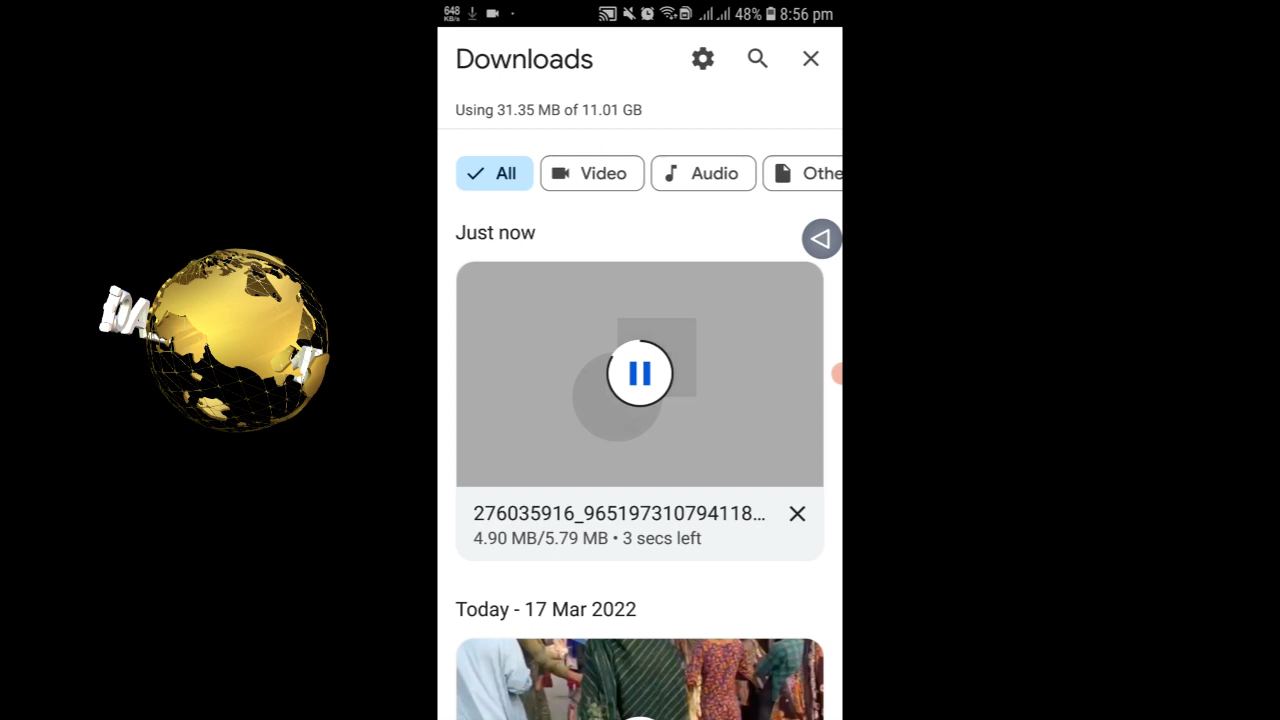 648
KB/s
48%
8:56 pm
Downloads
Using 31.35 MB of 11.01 GB
All
Video
Audio
Othe
Just now
276035916_965197310794118...
4.90 MB/5.79 MB • 3 secs left
Today - 17 Mar 2022